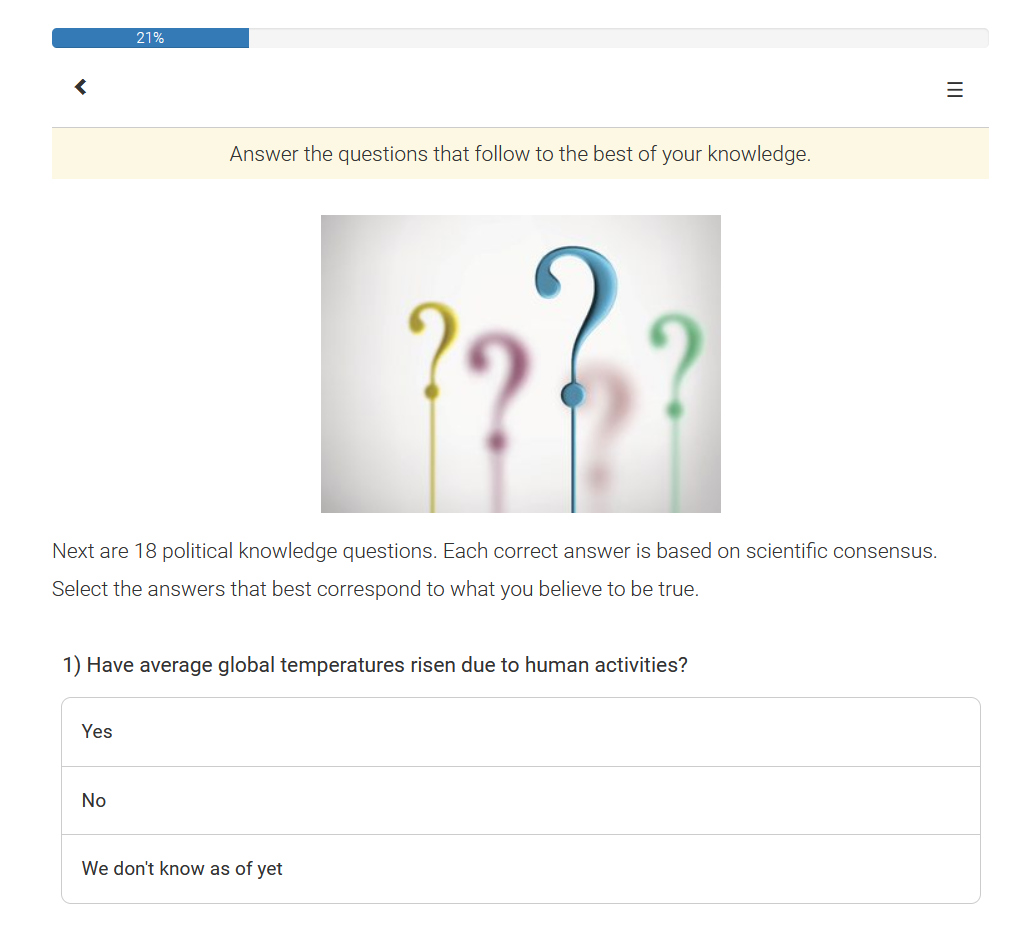 21%
Answer the questions that follow to the best of your knowledge.
Next are 18 political knowledge questions. Each correct answer is based on scientific consensus.
Select the answers that best correspond to what you believe to be true.
1) Have average global temperatures risen due to human activities?
Yes
No
We don't know as of yet